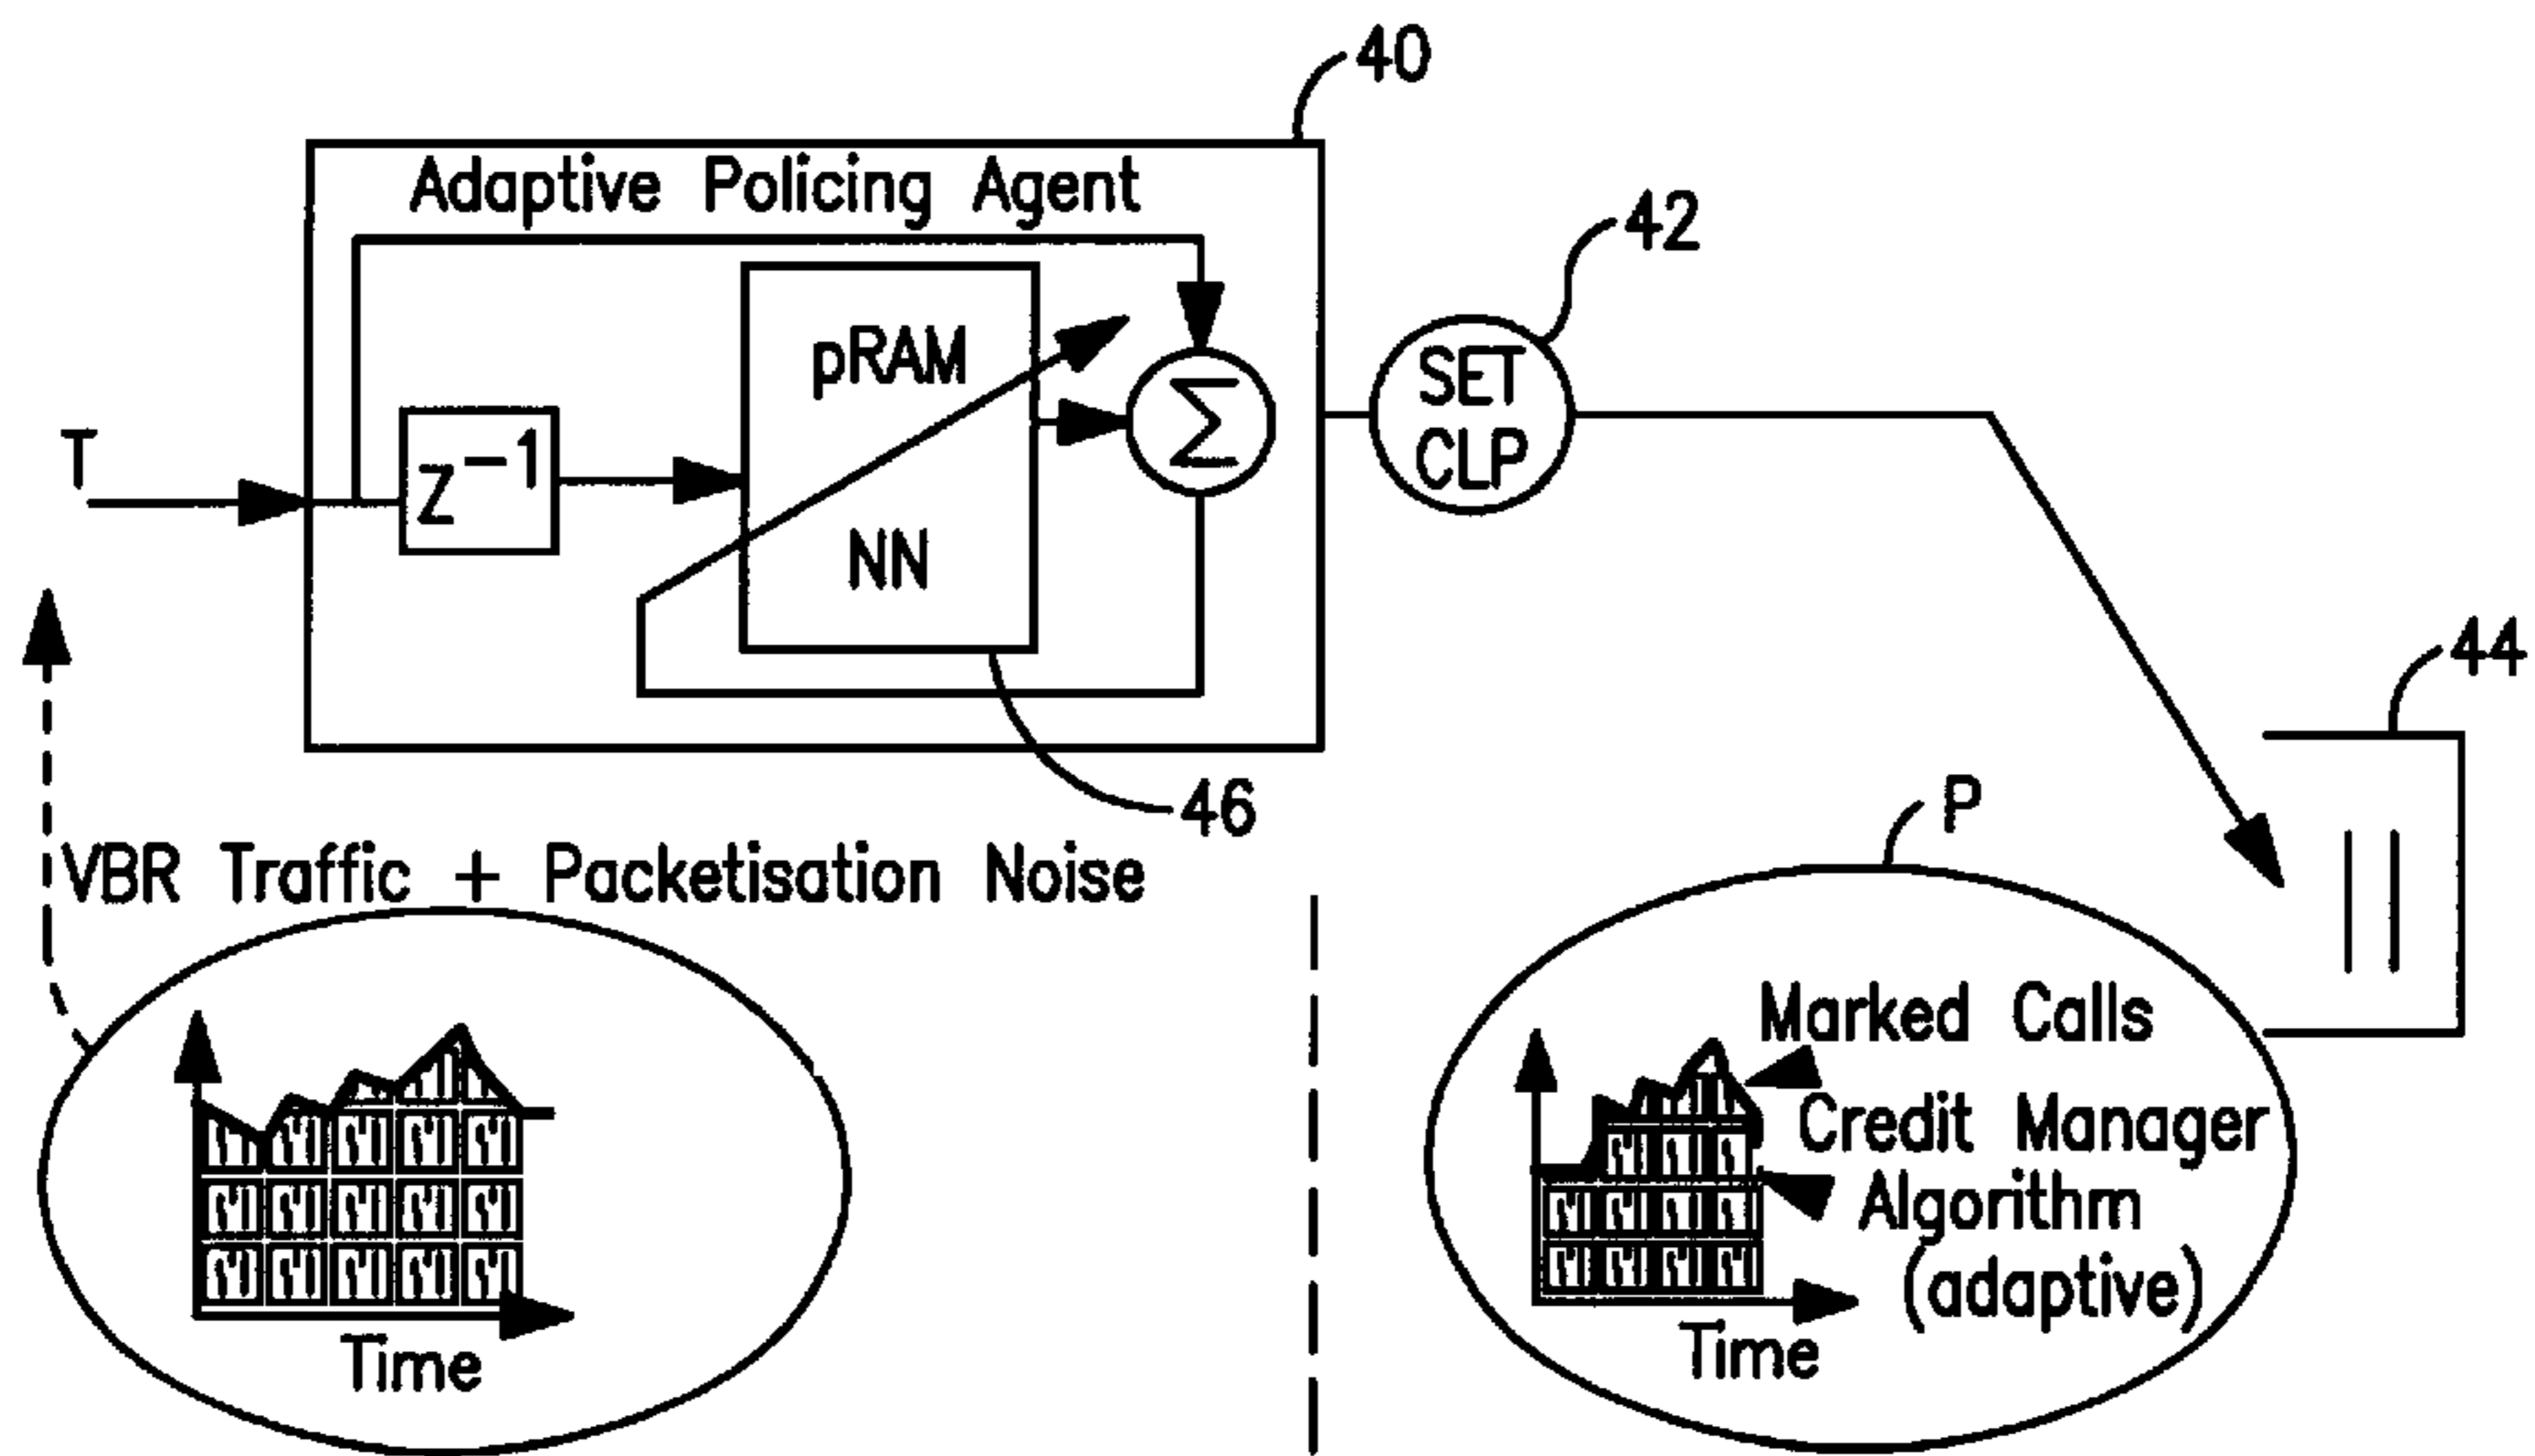 40
Adaptive Policing Agent
42
pRAM
SET
CLP
Σ
T
Z⁻¹
NN
44
46
P
VBR Traffic + Packetisation Noise
Marked Calls
Credit Manager
Algorithm
(adaptive)
Time
Time